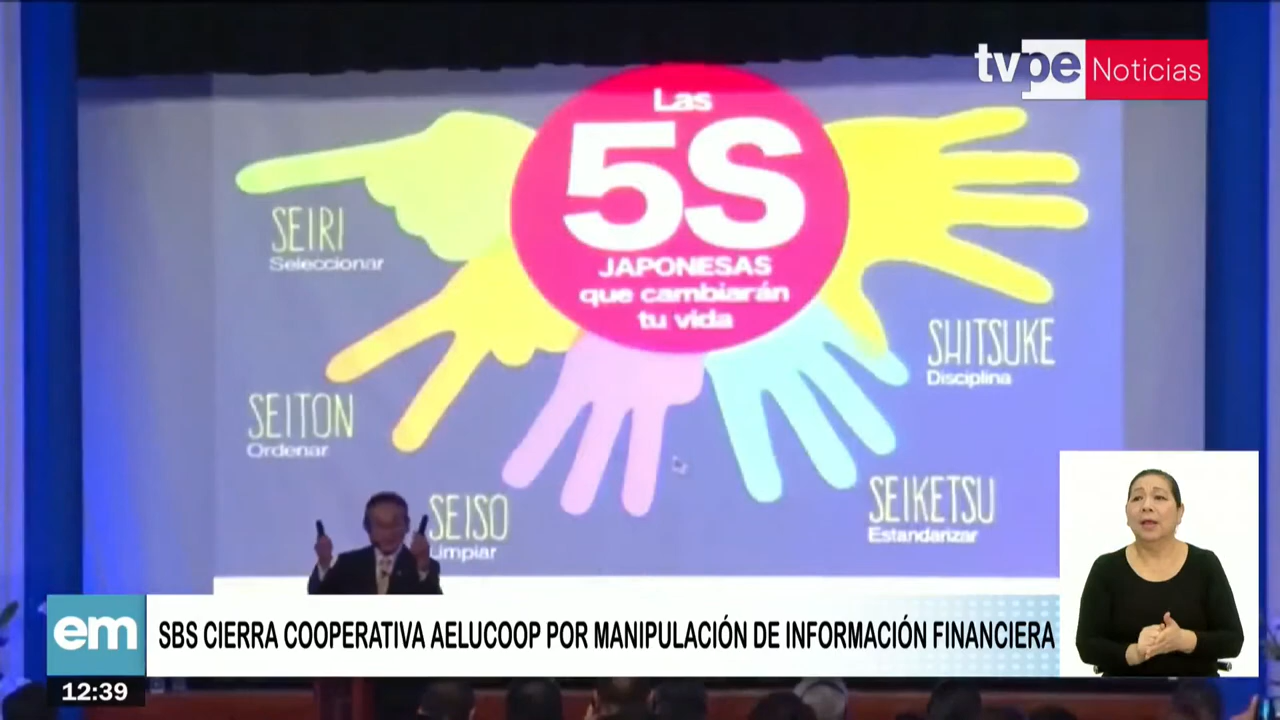 tvpe Noticias
Las
5S
JAPONESAS
que cambiarán
tu vida
SEIRI
Seleccionar
SEITON
Ordenar
SEISO
Limpiar
SEIKETSU
Estandarizar
SHITSUKE
Disciplina
em
SBS CIERRA COOPERATIVA AELUCOOP POR MANIPULACIÓN DE INFORMACIÓN FINANCIERA
12:39